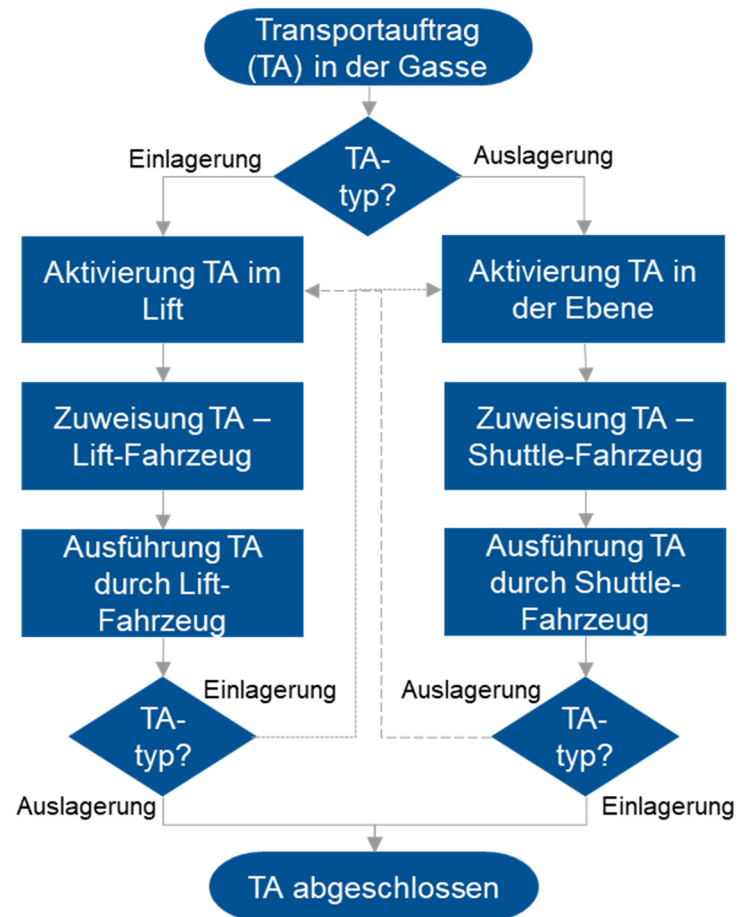 Transportauftrag
(TA) in der Gasse
Einlagerung
TA-
typ?
Auslagerung
Aktivierung TA im
Lift
Aktivierung TA in
der Ebene
Zuweisung TA –
Lift-Fahrzeug
Zuweisung TA –
Shuttle-Fahrzeug
Ausführung TA
durch Lift-
Fahrzeug
Ausführung TA
durch Shuttle-
Fahrzeug
TA-
typ?
Einlagerung
Auslagerung
TA-
typ?
Auslagerung
Einlagerung
TA abgeschlossen